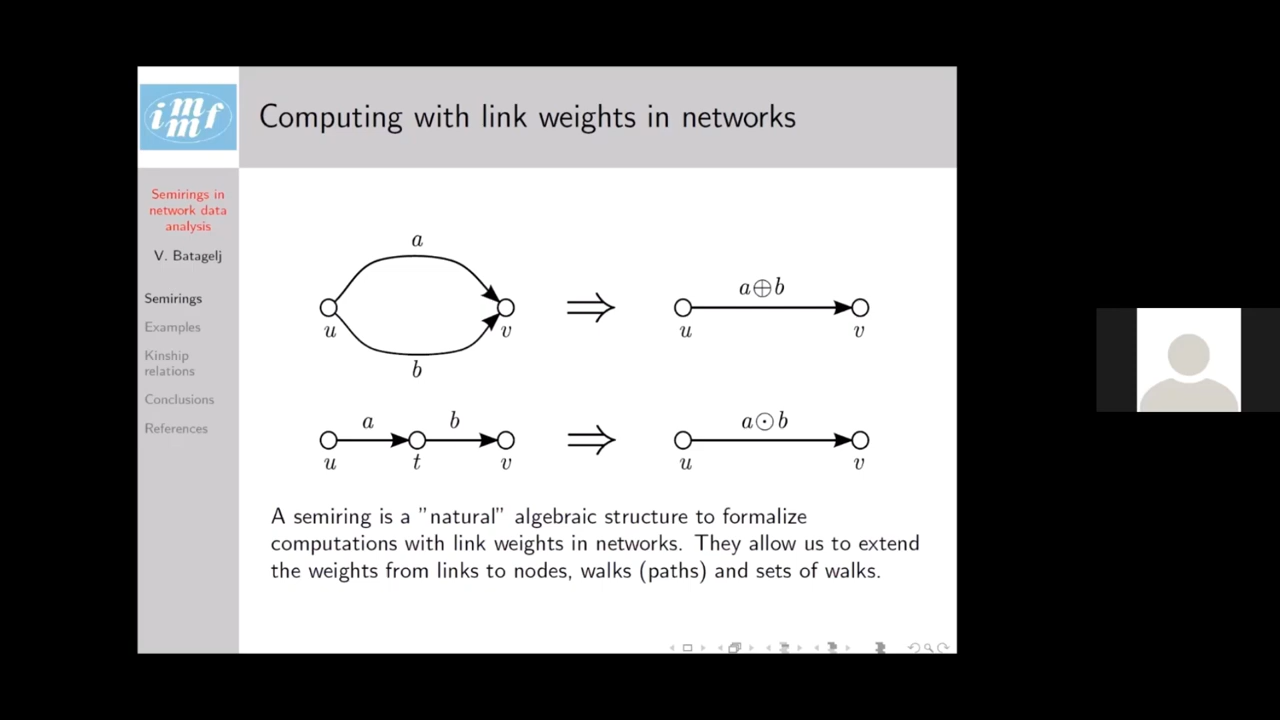 immf
Computing with link weights in networks
Semirings in
network data
analysis
V. Batagelj
Semirings
Examples
Kinship
relations
Conclusions
References
a
u v
b
⇒
a⊕b
u v
a b
u t v
⇒
a⊙b
u v
A semiring is a ”natural” algebraic structure to formalize
computations with link weights in networks. They allow us to extend
the weights from links to nodes, walks (paths) and sets of walks.